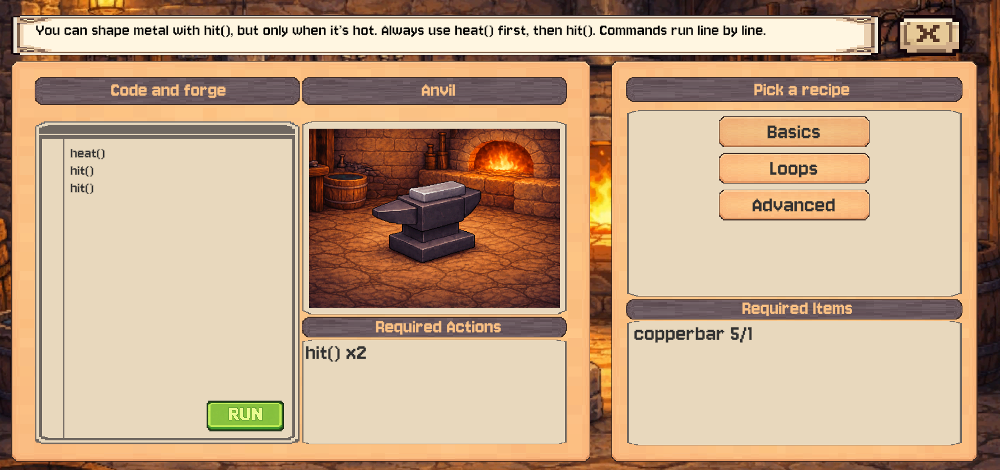 You can shape metal with hit(), but only when it's hot. Always use heat() first, then hit(). Commands run line by line.
Code and forge
heat()
hit()
hit()
RUN
Anvil
Required Actions
hit() x2
Pick a recipe
Basics
Loops
Advanced
Required Items
copperbar 5/1